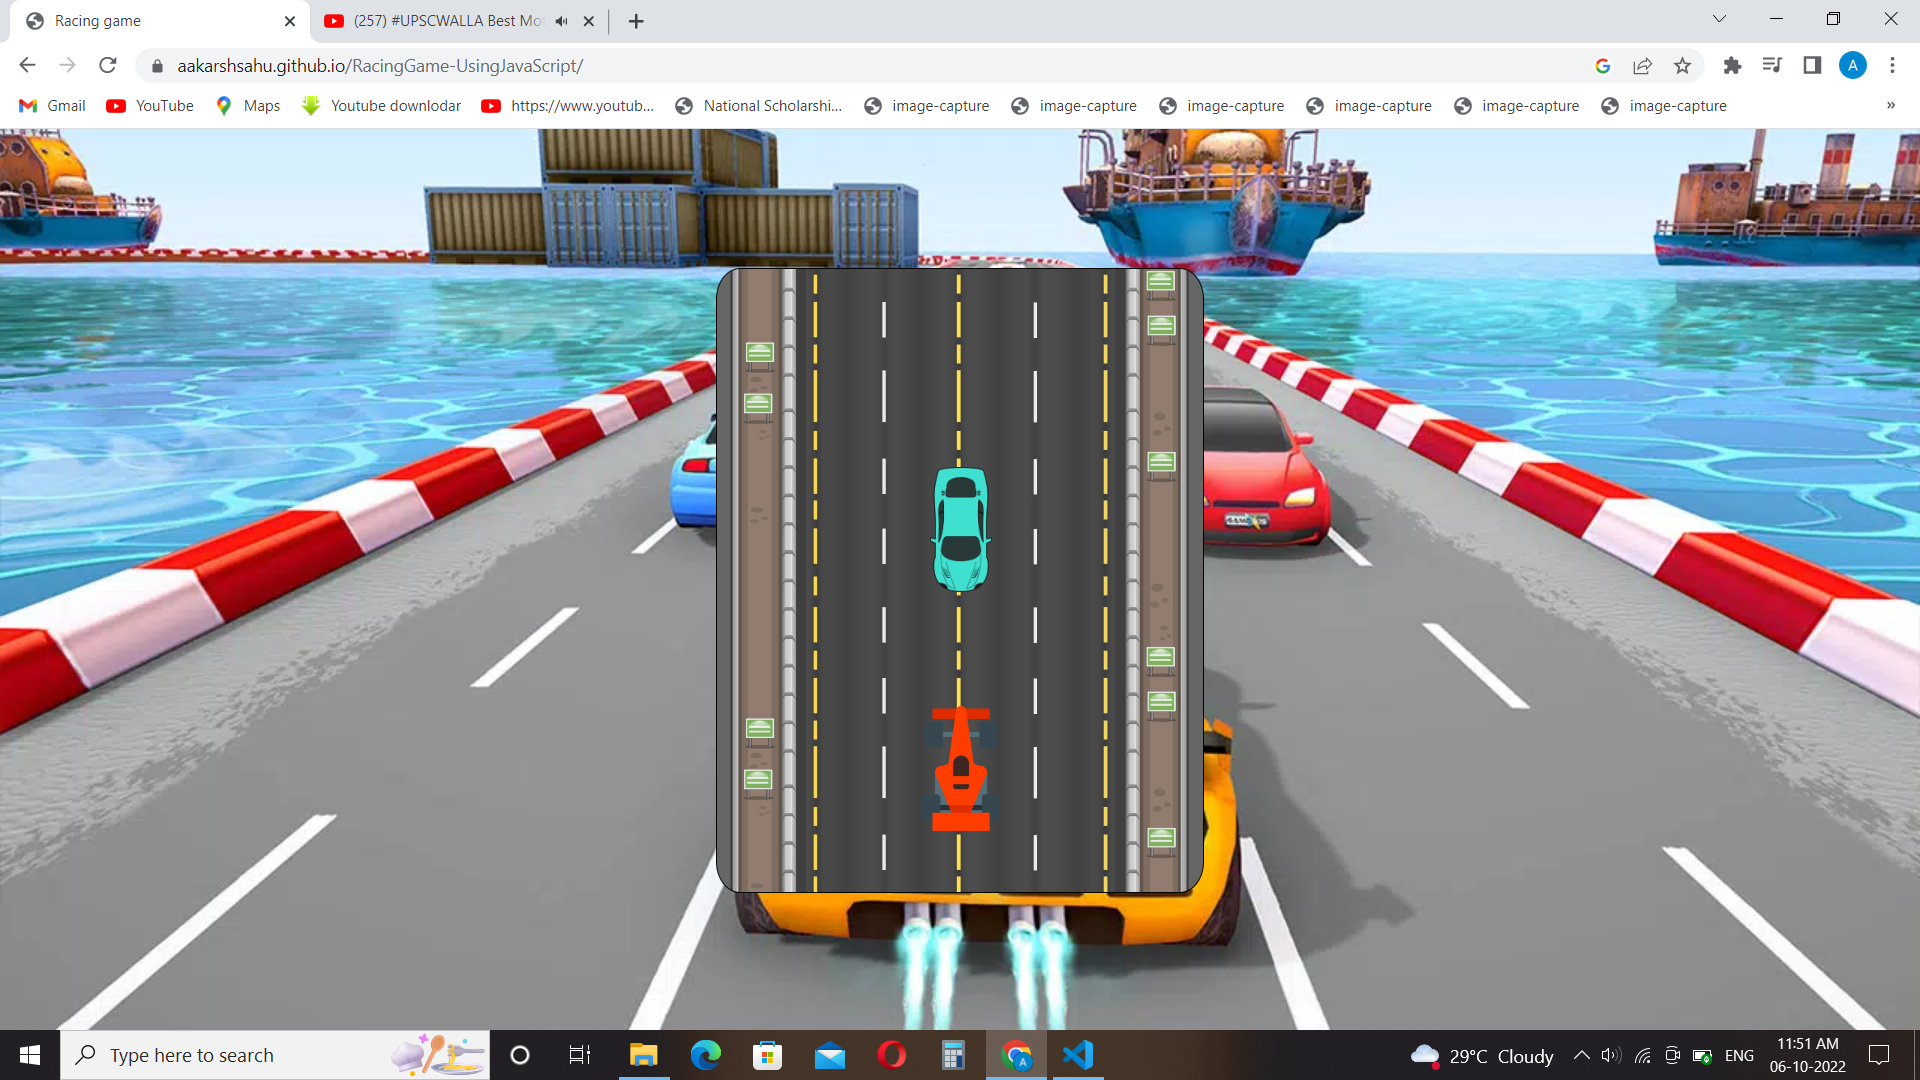 Racing game
(257) #UPSCWALLA Best Mo
aakarshsahu.github.io/RacingGame-UsingJavaScript/
A
Gmail YouTube Maps Youtube downlodar https://www.youtub... National Scholarshi... image-capture image-capture image-capture image-capture image-capture image-capture »
Type here to search
A
29°C Cloudy
ENG
11:51 AM
06-10-2022